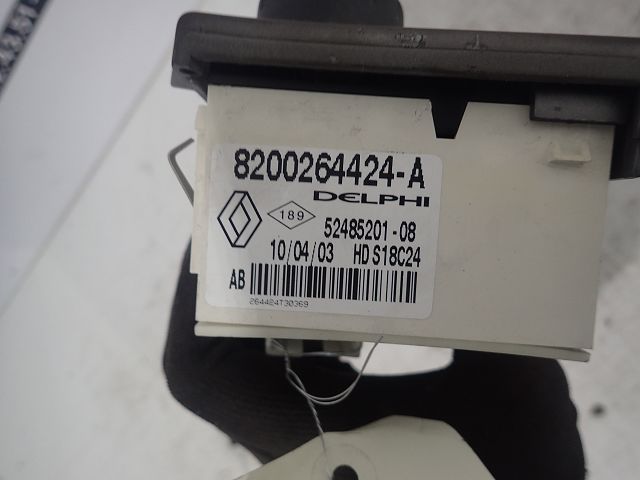 8200264424-A
DELPHI
189
52485201-08
10/04/03 HD S18C24
AB
264424T30369